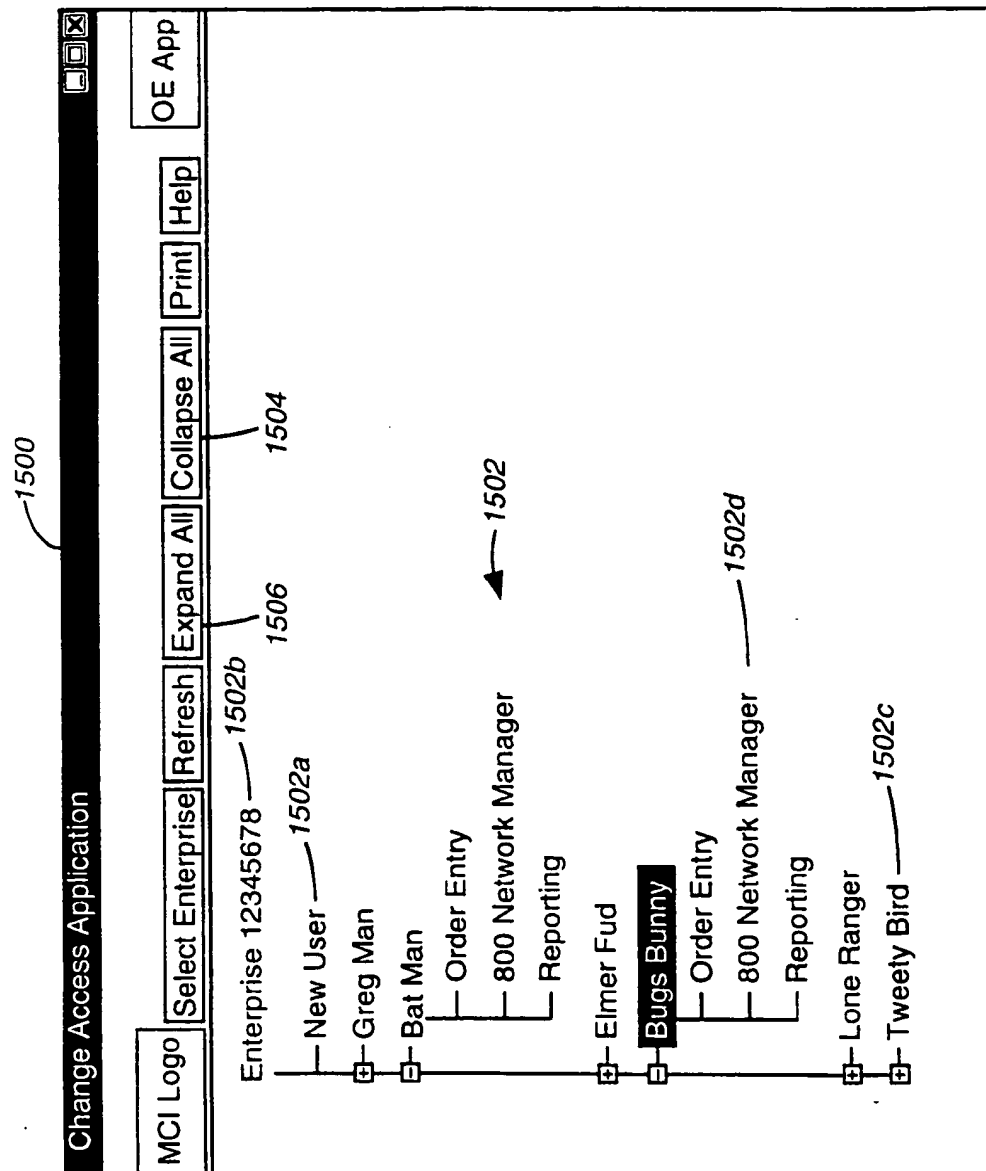 1500
Change Access Application
MCI Logo Select Enterprise Refresh Expand All Collapse All Print Help OE App
1506 1504
Enterprise 12345678 1502b
New User 1502a
Greg Man
Bat Man
Order Entry
800 Network Manager 1502
Reporting
Elmer Fud
Bugs Bunny
Order Entry
800 Network Manager 1502d
Reporting
Lone Ranger
Tweety Bird 1502c